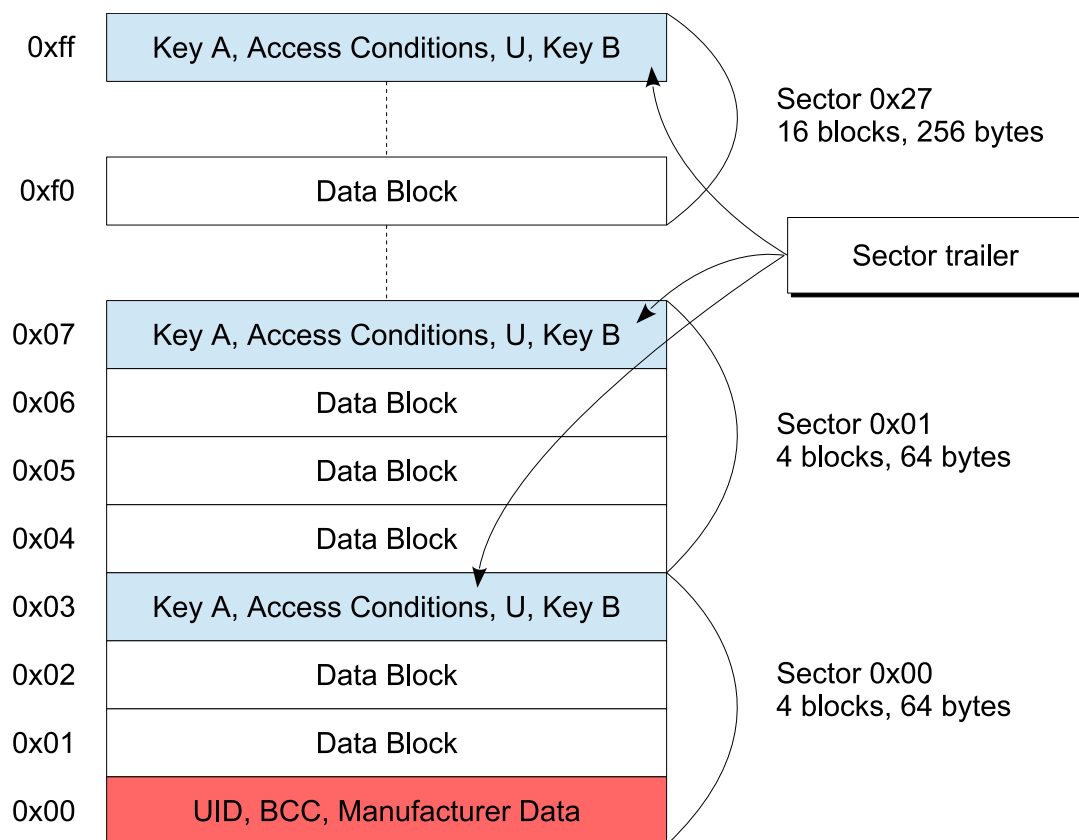 0xff
Key A, Access Conditions, U, Key B
Sector 0x27
16 blocks, 256 bytes
0xf0
Data Block
Sector trailer
0x07
Key A, Access Conditions, U, Key B
0x06
Data Block
Sector 0x01
4 blocks, 64 bytes
0x05
Data Block
0x04
Data Block
0x03
Key A, Access Conditions, U, Key B
0x02
Data Block
Sector 0x00
4 blocks, 64 bytes
0x01
Data Block
0x00
UID, BCC, Manufacturer Data